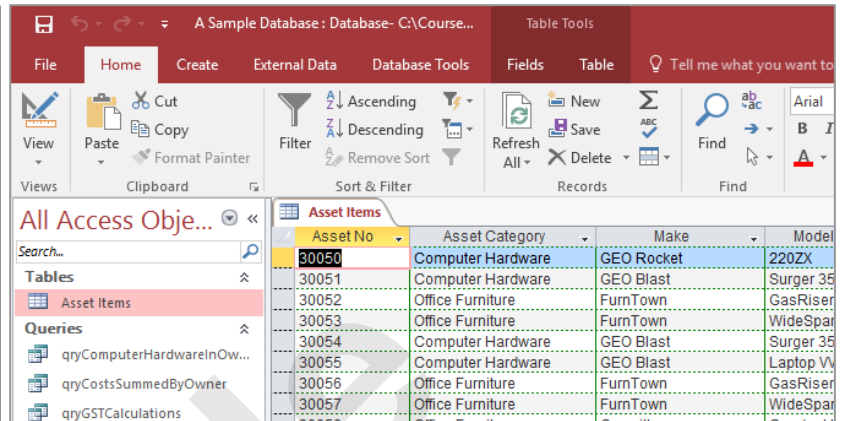 A Sample Database : Database- C:\Course...
Table Tools
File Home Create External Data Database Tools Fields Table Tell me what you want to
View
Views
Paste
Cut
Copy
Format Painter
Clipboard
Filter
Ascending
Descending
Remove Sort
Sort & Filter
Refresh
All
New
Save
Delete
Records
Find
Find
Arial
B I
A
All Access Obje... «
Search...
Tables
Asset Items
Queries
qryComputerHardwareInOw...
qryCostsSummedByOwner
qryGSTCalculations
Asset Items
Asset No Asset Category Make Model
30050 Computer Hardware GEO Rocket 220ZX
30051 Computer Hardware GEO Blast Surger 35
30052 Office Furniture FurnTown GasRiser
30053 Office Furniture FurnTown WideSpan
30054 Computer Hardware GEO Blast Surger 35
30055 Computer Hardware GEO Blast Laptop
30056 Office Furniture FurnTown GasRiser
30057 Office Furniture FurnTown WideSpan